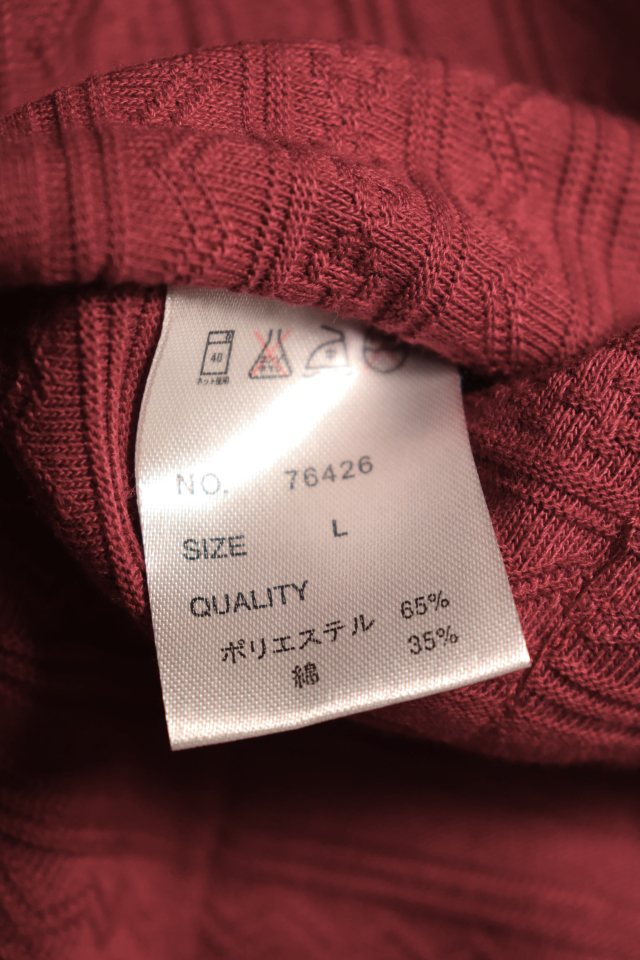 40
ネット使用
NO. 76426
SIZE L
QUALITY
ポリエステル 65%
綿 35%